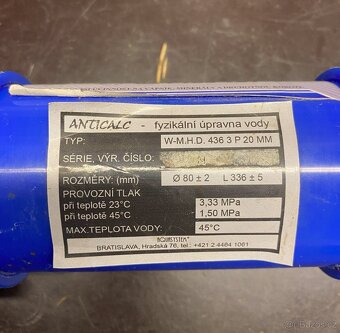 ANTICALC - fyzikální úpravna vody
TYP: W-M.H.D. 436 3 P 20 MM
SÉRIE, VÝR. ČÍSLO:
ROZMĚRY: (mm) Ø 80 ± 2 L 336 ± 5
PROVOZNÍ TLAK
při teplotě 23°C 3,33 MPa
při teplotě 45°C 1,50 MPa
MAX.TEPLOTA VODY: 45°C
AQUASYSTEM
BRATISLAVA, Hradská 76, tel.: +421 2 4464 1061